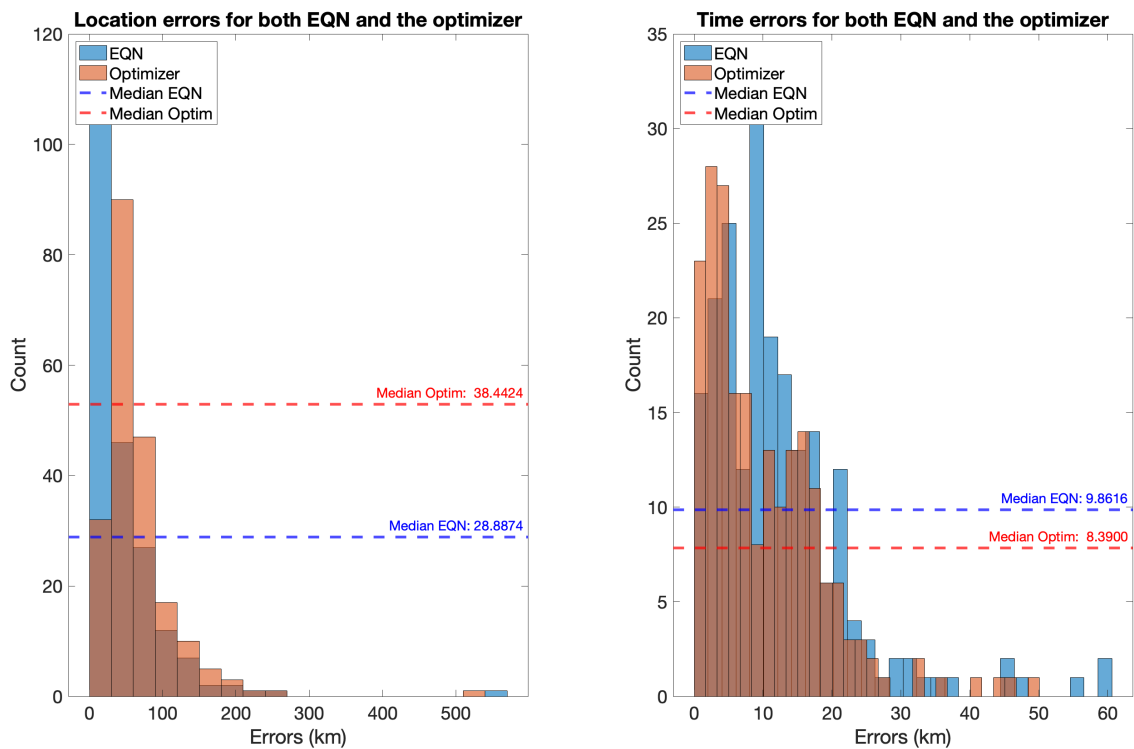 Location errors for both EQN and the optimizer
120
100
80
60
40
20
0
Count
EQN
Optimizer
Median EQN
Median Optim
Median Optim: 38.4424
Median EQN: 28.8874
0 100 200 300 400 500
Errors (km)
Time errors for both EQN and the optimizer
35
30
25
20
15
10
5
0
Count
EQN
Optimizer
Median EQN
Median Optim
Median EQN: 9.8616
Median Optim: 8.3900
0 10 20 30 40 50 60
Errors (km)